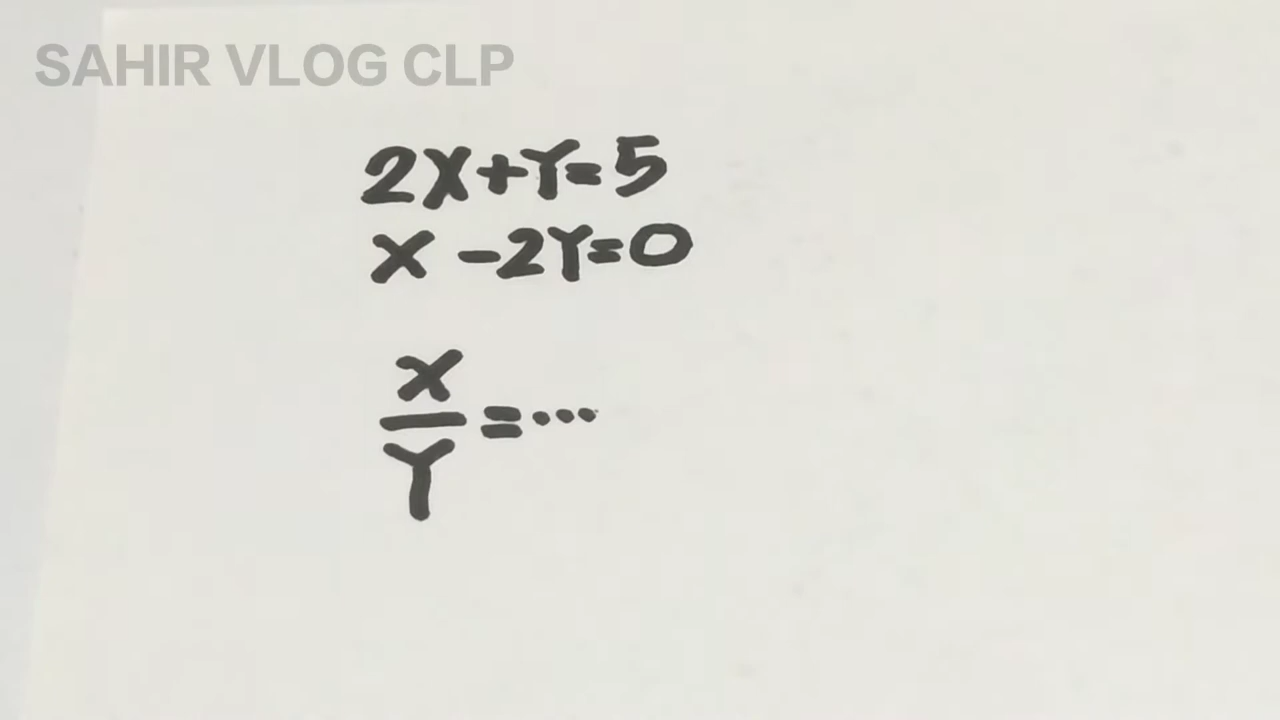 SAHIR VLOG CLP
2X+Y=5
X-2Y=0
X
—=...
Y